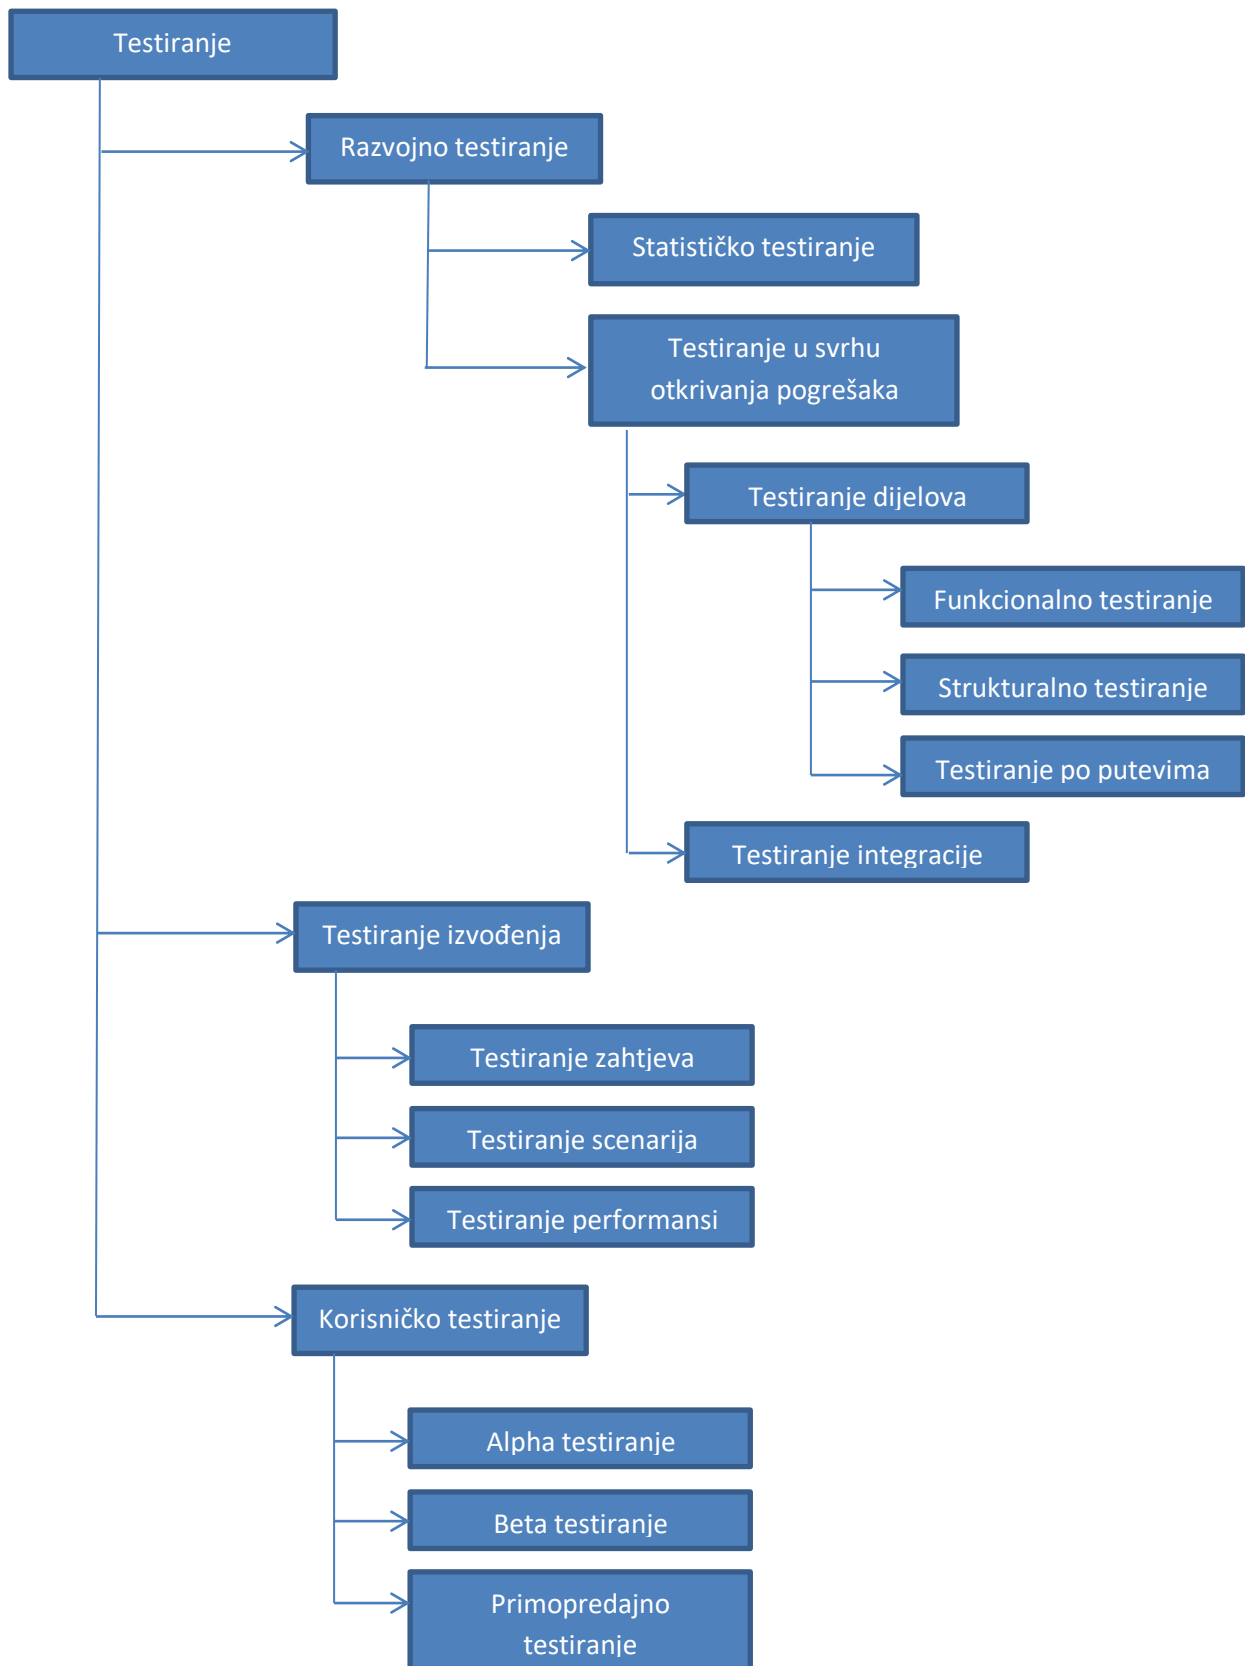 Testiranje
Razvojno testiranje
Statističko testiranje
Testiranje u svrhu
otkrivanja pogrešaka
Testiranje dijelova
Funkcionalno testiranje
Strukturalno testiranje
Testiranje po putevima
Testiranje integracije
Testiranje izvođenja
Testiranje zahtjeva
Testiranje scenarija
Testiranje performansi
Korisničko testiranje
Alpha testiranje
Beta testiranje
Primopredajno
testiranje